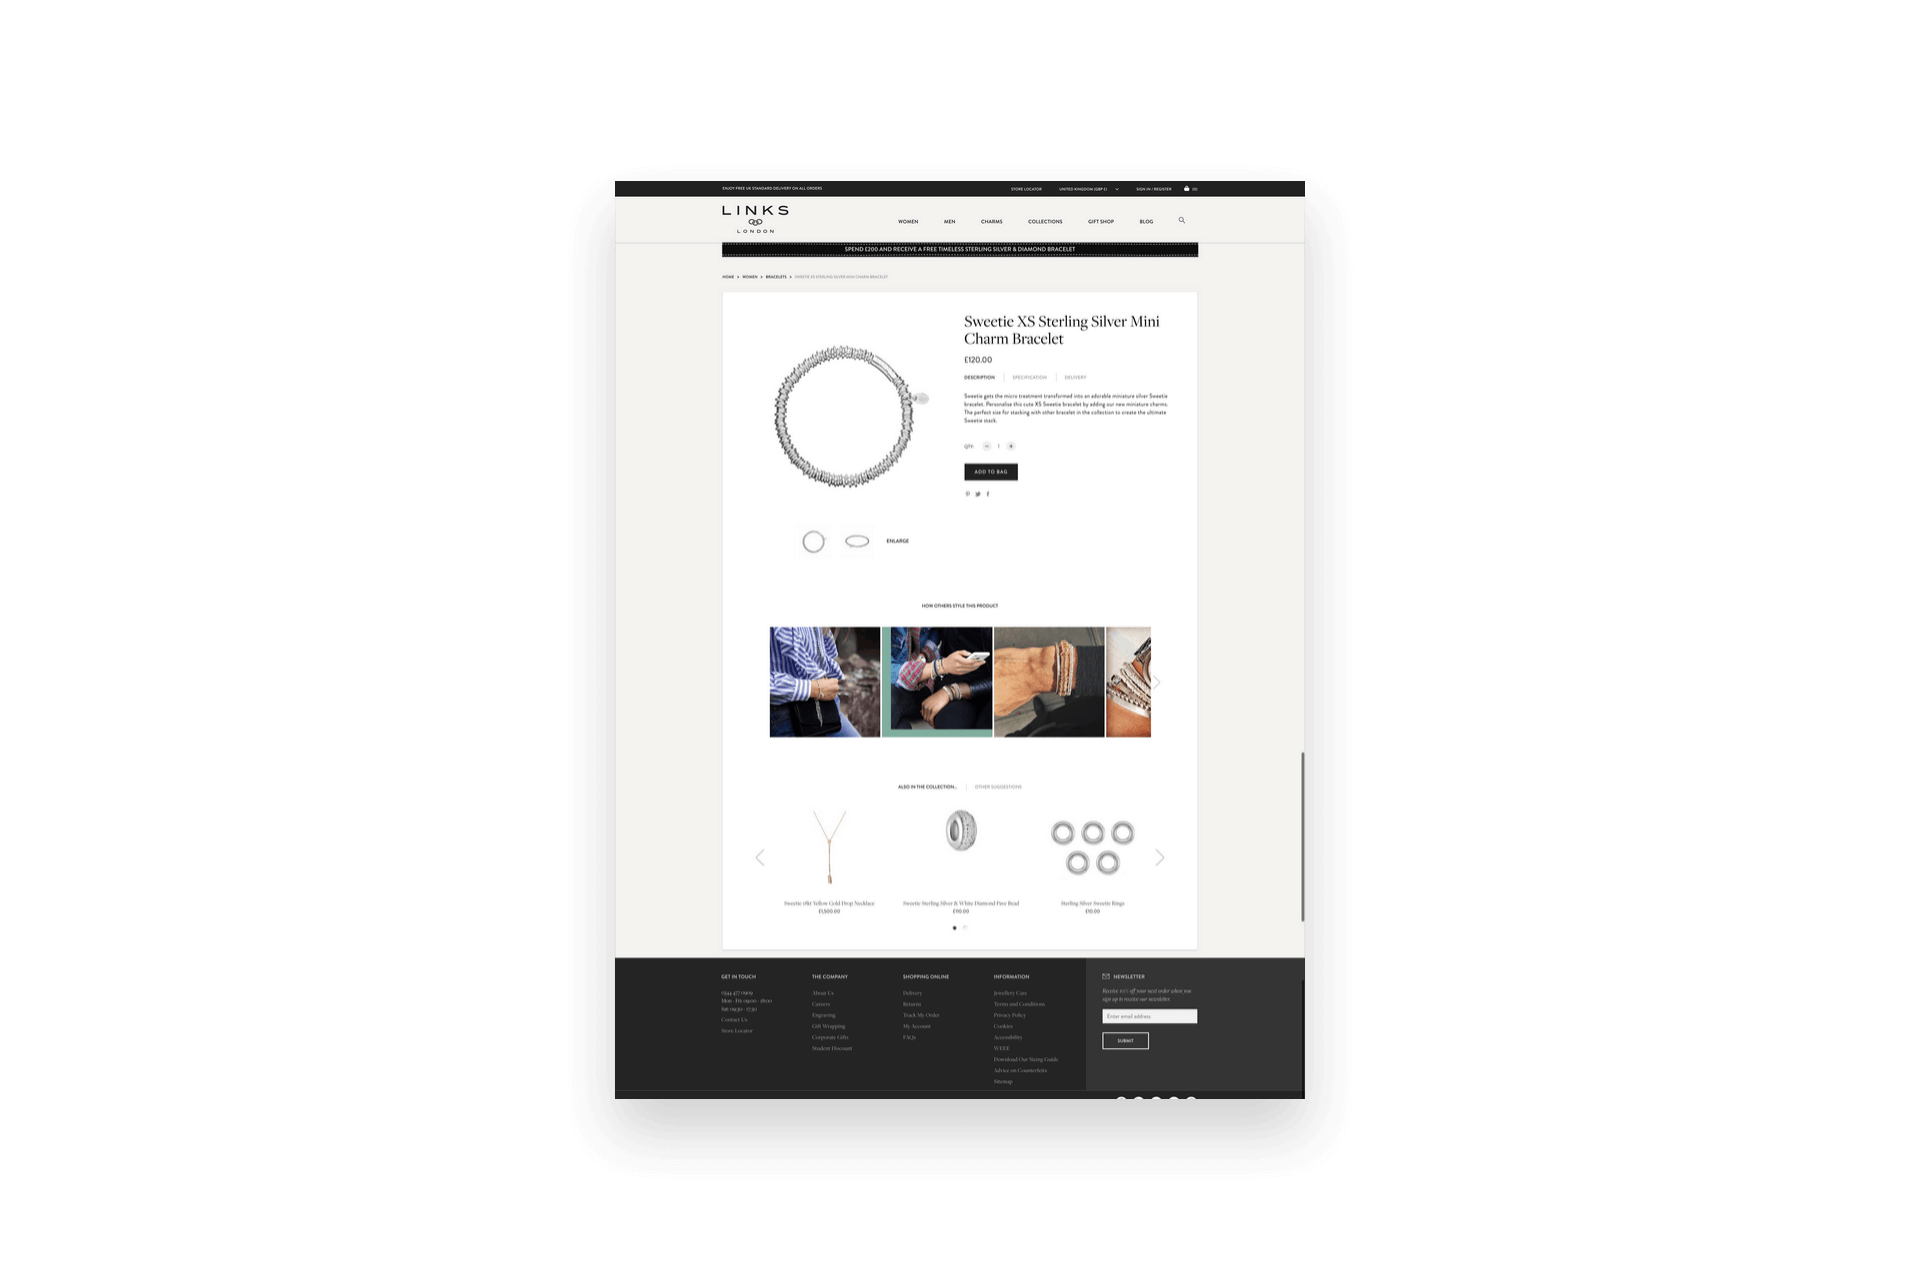 ENJOY FREE UK STANDARD DELIVERY ON ALL ORDERS
STORE LOCATOR
UNITED KINGDOM (GBP £)
SIGN IN / REGISTER
(0)
LINKS
LONDON
WOMEN
MEN
CHARMS
COLLECTIONS
GIFT SHOP
BLOG
SPEND £200 AND RECEIVE A FREE TIMELESS STERLING SILVER & DIAMOND BRACELET
HOME > WOMEN > BRACELETS > SWEETIE XS STERLING SILVER MINI CHARM BRACELET
Sweetie XS Sterling Silver Mini
Charm Bracelet
£120.00
DESCRIPTION
SPECIFICATION
DELIVERY
Sweetie gets the micro treatment transformed into an adorable miniature silver Sweetie
bracelet. Personalise this cute XS Sweetie bracelet by adding our new miniature charms.
The perfect size for stacking with other bracelet in the collection to create the ultimate
Sweetie stack.
QTY: − 1 +
ADD TO BAG
ENLARGE
HOW OTHERS STYLE THIS PRODUCT
ALSO IN THE COLLECTION...
OTHER SUGGESTIONS
Sweetie 18kt Yellow Gold Drop Necklace
£1,500.00
Sweetie Sterling Silver & White Diamond Pave Bead
£90.00
Sterling Silver Sweetie Rings
£10.00
GET IN TOUCH
0344 477 0909
Mon - Fri: 09:00 - 18:00
Sat: 09:30 - 17:30
Contact Us
Store Locator
THE COMPANY
About Us
Careers
Engraving
Gift Wrapping
Corporate Gifts
Student Discount
SHOPPING ONLINE
Delivery
Returns
Track My Order
My Account
FAQs
INFORMATION
Jewellery Care
Terms and Conditions
Privacy Policy
Cookies
Accessibility
WEEE
Download Our Sizing Guide
Advice on Counterfeits
Sitemap
NEWSLETTER
Receive 10% off your next order when you
sign up to receive our newsletter.
Enter email address
SUBMIT